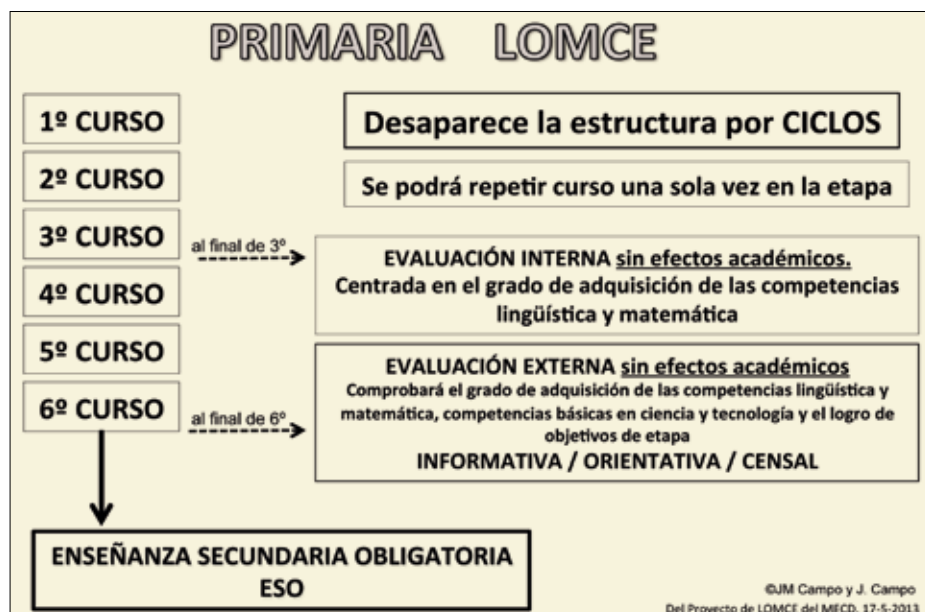 PRIMARIA LOMCE
1º CURSO
2º CURSO
3º CURSO
4º CURSO
5º CURSO
6º CURSO
Desaparece la estructura por CICLOS
Se podrá repetir curso una sola vez en la etapa
al final de 3º
EVALUACIÓN INTERNA sin efectos académicos.
Centrada en el grado de adquisición de las competencias
lingüística y matemática
al final de 6º
EVALUACIÓN EXTERNA sin efectos académicos
Comprobará el grado de adquisición de las competencias lingüística y
matemática, competencias básicas en ciencia y tecnología y el logro de
objetivos de etapa
INFORMATIVA / ORIENTATIVA / CENSAL
ENSEÑANZA SECUNDARIA OBLIGATORIA
ESO
©JM Campo y J. Campo
Del Proyecto de LOMCE del MECD, 17-5-2013